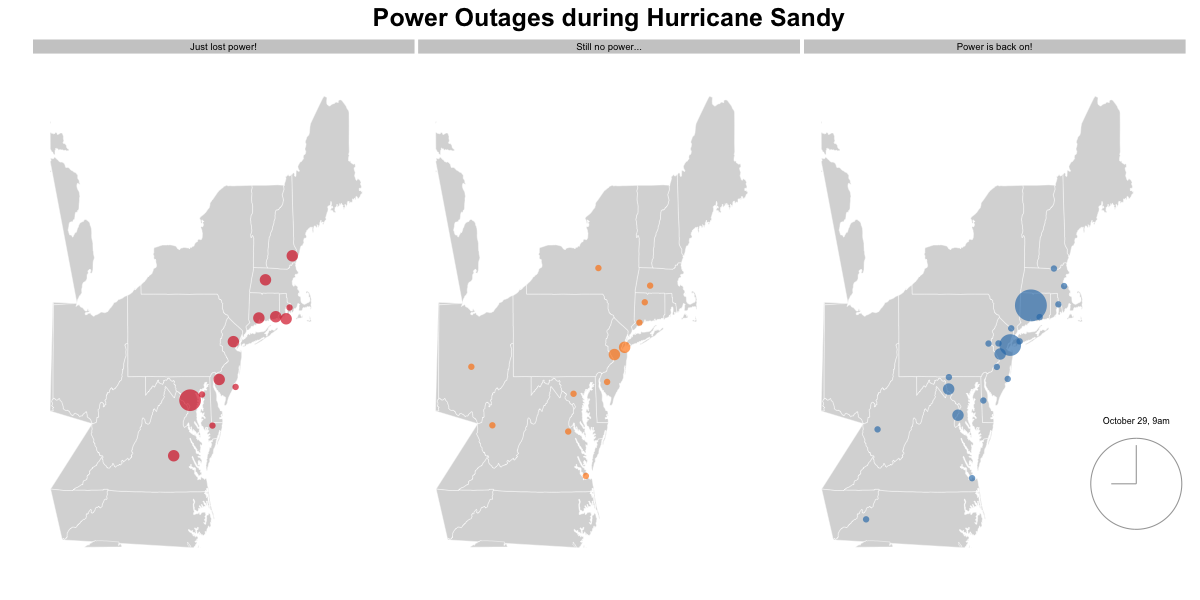 Power Outages during Hurricane Sandy
Just lost power!
Still no power...
Power is back on!
October 29, 9am